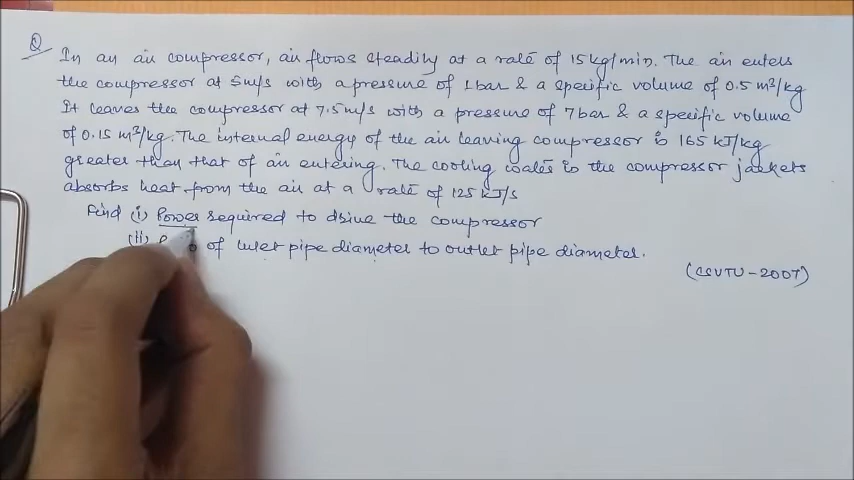 Q
In an air compressor, air flows steadily at a rate of 15 kg/min. The air enters
the compressor at 5 m/s with a pressure of 1 bar & a specific volume of 0.5 m³/kg
It leaves the compressor at 7.5 m/s with a pressure of 7 bar & a specific volume
of 0.15 m³/kg. The internal energy of the air leaving compressor is 165 kJ/kg
greater than that of air entering. The cooling water in the compressor jackets
absorbs heat from the air at a rate of 125 kJ/s
Find (i) Power required to drive the compressor
(ii) of inlet pipe diameter to outlet pipe diameter.
(CSVTU-2007)